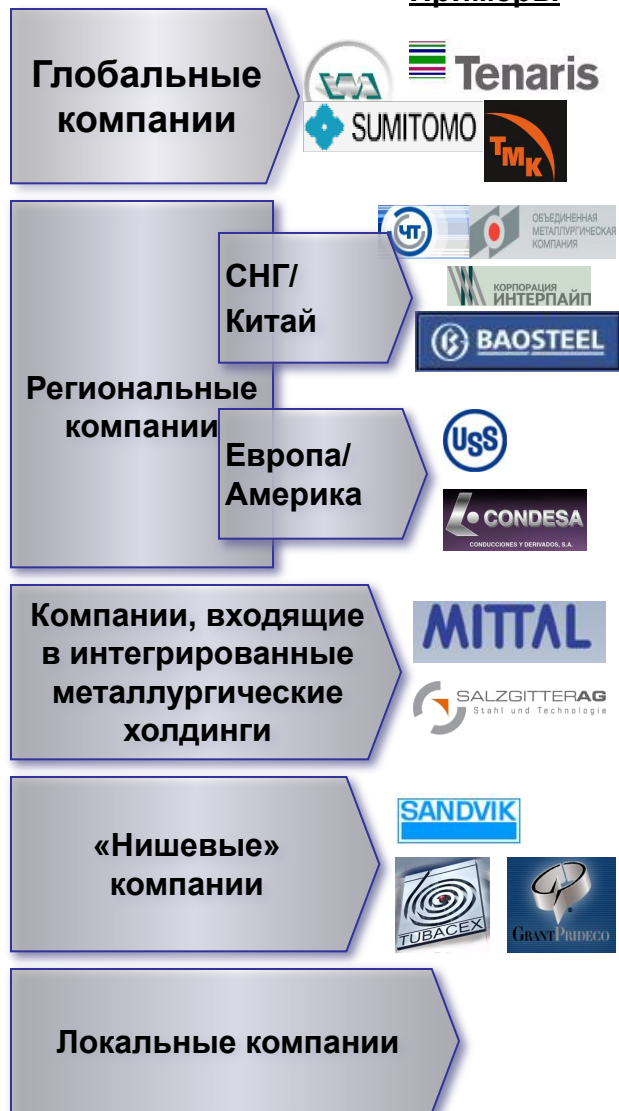 Примеры
Глобальные
компании
Tenaris
SUMITOMO
ТМК
Региональные
компании
СНГ/
Китай
ЧТ
ОБЪЕДИНЕННАЯ
МЕТАЛЛУРГИЧЕСКАЯ
КОМПАНИЯ
КОРПОРАЦИЯ
ИНТЕРПАЙП
BAOSTEEL
Европа/
Америка
USS
CONDESA
CONDUCCIONES Y DERIVADOS, S.A.
Компании, входящие
в интегрированные
металлургические
холдинги
MITTAL
SALZGITTERAG
Stahl und Technologie
«Нишевые»
компании
SANDVIK
TUBACEX
GRANTPRIDECO
Локальные компании